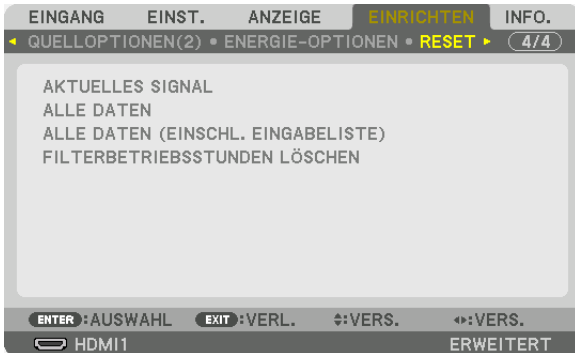 EINGANG EINST. ANZEIGE EINRICHTEN INFO.
QUELLOPTIONEN(2) • ENERGIE-OPTIONEN • RESET 4/4
AKTUELLES SIGNAL
ALLE DATEN
ALLE DATEN (EINSCHL. EINGABELISTE)
FILTERBETRIEBSSTUNDEN LÖSCHEN
ENTER :AUSWAHL EXIT :VERL. :VERS. :VERS.
HDMI1 ERWEITERT